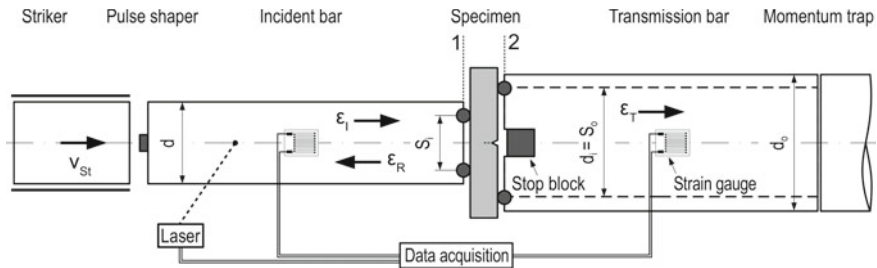 Striker
Pulse shaper
Incident bar
Specimen
Transmission bar
Momentum trap
1
2
v_St
d
ε_I
ε_R
S_i
d_i = S_o
ε_T
d_o
Stop block
Strain gauge
Laser
Data acquisition